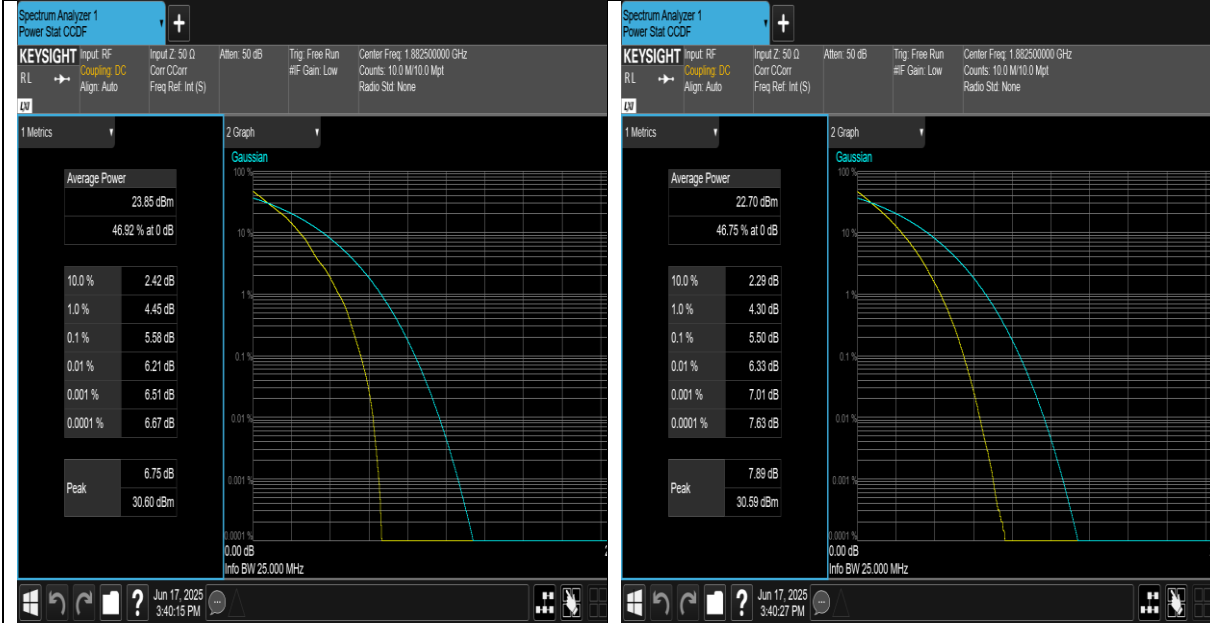 Spectrum Analyzer 1
Power Stat CCDF
KEYSIGHT
Input: RF
Coupling: DC
Align: Auto
Input Z: 50 Ω
Corr CCorr
Freq Ref: Int (S)
Atten: 50 dB
Trig: Free Run
#IF Gain: Low
Center Freq: 1.882500000 GHz
Counts: 10.0 M/10.0 Mpt
Radio Std: None
R L
LXI
1 Metrics
Average Power
23.85 dBm
46.92 % at 0 dB
10.0 % 2.42 dB
1.0 % 4.45 dB
0.1 % 5.58 dB
0.01 % 6.21 dB
0.001 % 6.51 dB
0.0001 % 6.67 dB
Peak
6.75 dB
30.60 dBm
2 Graph
Gaussian
100 %
10 %
1 %
0.1 %
0.01 %
0.001 %
0.0001 %
0.00 dB
Info BW 25.000 MHz
?
Jun 17, 2025
3:40:15 PM
Spectrum Analyzer 1
Power Stat CCDF
KEYSIGHT
Input: RF
Coupling: DC
Align: Auto
Input Z: 50 Ω
Corr CCorr
Freq Ref: Int (S)
Atten: 50 dB
Trig: Free Run
#IF Gain: Low
Center Freq: 1.882500000 GHz
Counts: 10.0 M/10.0 Mpt
Radio Std: None
R L
LXI
1 Metrics
Average Power
22.70 dBm
46.75 % at 0 dB
10.0 % 2.29 dB
1.0 % 4.30 dB
0.1 % 5.50 dB
0.01 % 6.33 dB
0.001 % 7.01 dB
0.0001 % 7.63 dB
Peak
7.89 dB
30.59 dBm
2 Graph
Gaussian
100 %
10 %
1 %
0.1 %
0.01 %
0.001 %
0.0001 %
0.00 dB
Info BW 25.000 MHz
?
Jun 17, 2025
3:40:27 PM